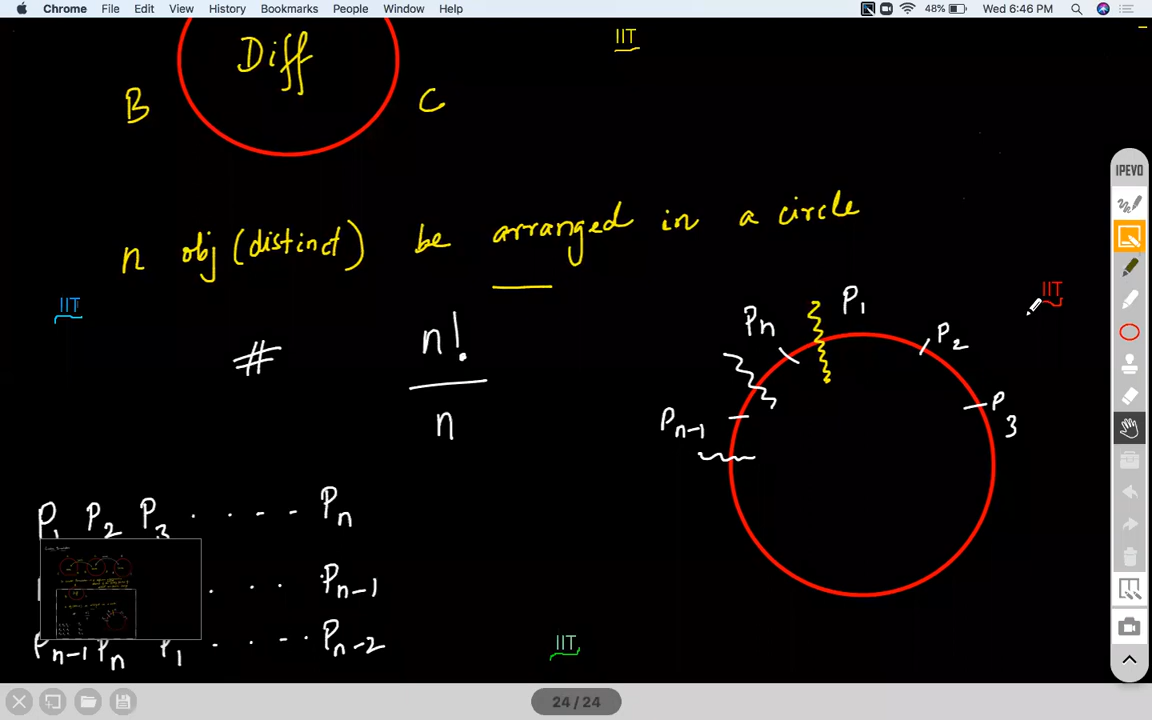 Chrome File Edit View History Bookmarks People Window Help 48% Wed 6:46 PM
Diff
IIT
B C
IPEVO
n obj (distinct) be arranged in a circle
IIT
IIT
# n!
n
P1
Pn
P2
P3
Pn-1
P1 P2 P3 . . . . Pn
. . . Pn-1
Pn-1 Pn P1 . . . . Pn-2
IIT
24 / 24